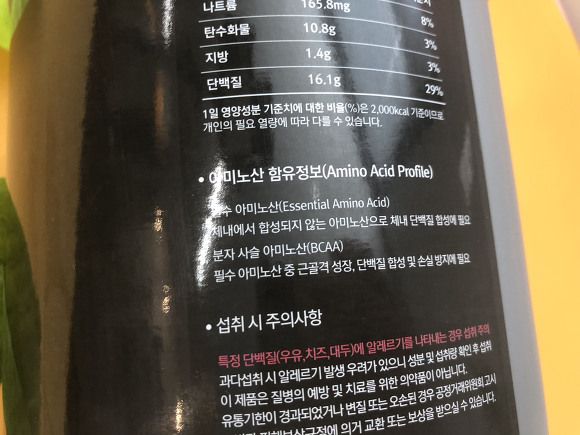 나트륨 165.8mg 8%
탄수화물 10.8g 3%
지방 1.4g 3%
단백질 16.1g 29%
1일 영양성분 기준치에 대한 비율(%)은 2,000kcal 기준이므로
개인의 필요 열량에 따라 다를 수 있습니다.
• 아미노산 함유정보(Amino Acid Profile)
필수 아미노산(Essential Amino Acid)
체내에서 합성되지 않는 아미노산으로 체내 단백질 합성에 필요
분자 사슬 아미노산(BCAA)
필수 아미노산 중 근골격 성장, 단백질 합성 및 손실 방지에 필요
• 섭취 시 주의사항
특정 단백질(우유,치즈,대두)에 알레르기를 나타내는 경우 섭취 주의
과다섭취 시 알레르기 발생 우려가 있으니 성분 및 섭취량 확인 후 섭취
이 제품은 질병의 예방 및 치료를 위한 의약품이 아닙니다.
유통기한이 경과되었거나 변질 또는 오손된 경우 공정거래위원회 고시
피해보상규정에 의거 교환 또는 보상을 받으실 수 있습니다.